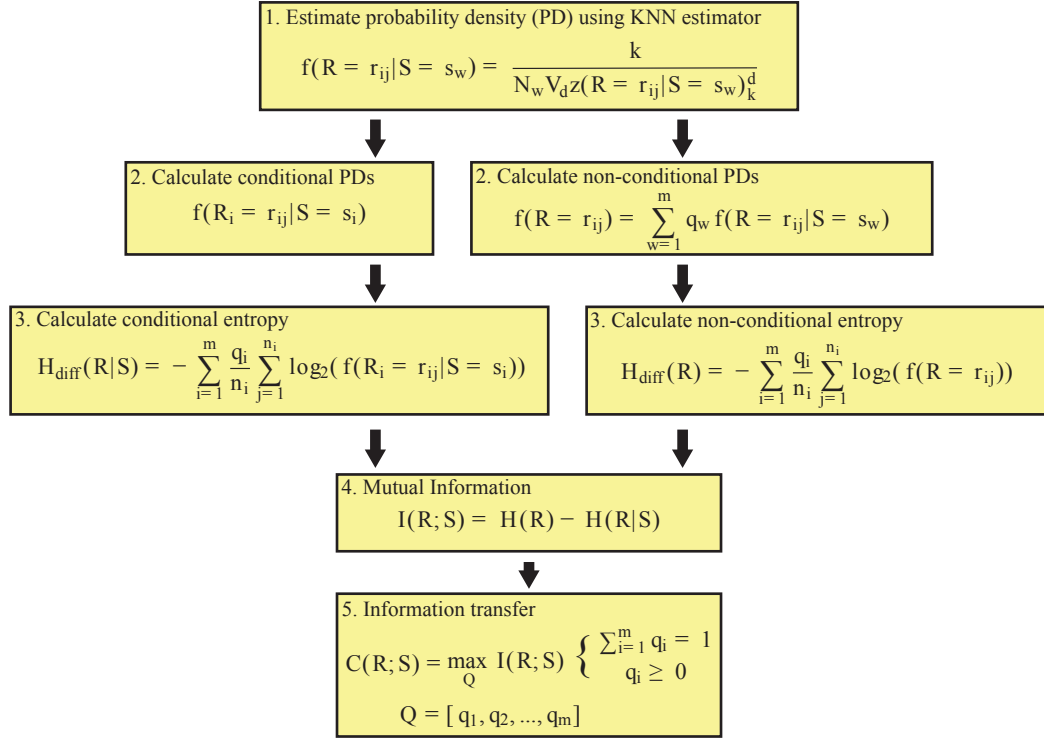 1. Estimate probability density (PD) using KNN estimator
f(R = r_ij|S = s_w) = k / (N_w V_d z(R = r_ij|S = s_w)_k^d)
2. Calculate conditional PDs
f(R_i = r_ij|S = s_i)
2. Calculate non-conditional PDs
f(R = r_ij) = ∑_{w=1}^{m} q_w f(R = r_ij|S = s_w)
3. Calculate conditional entropy
H_diff(R|S) = − ∑_{i=1}^{m} q_i/n_i ∑_{j=1}^{n_i} log_2( f(R_i = r_ij|S = s_i))
3. Calculate non-conditional entropy
H_diff(R) = − ∑_{i=1}^{m} q_i/n_i ∑_{j=1}^{n_i} log_2( f(R = r_ij))
4. Mutual Information
I(R; S) = H(R) − H(R|S)
5. Information transfer
C(R; S) = max_Q I(R; S) { ∑_{i=1}^{m} q_i = 1
q_i ≥ 0
Q = [ q_1, q_2, ..., q_m]